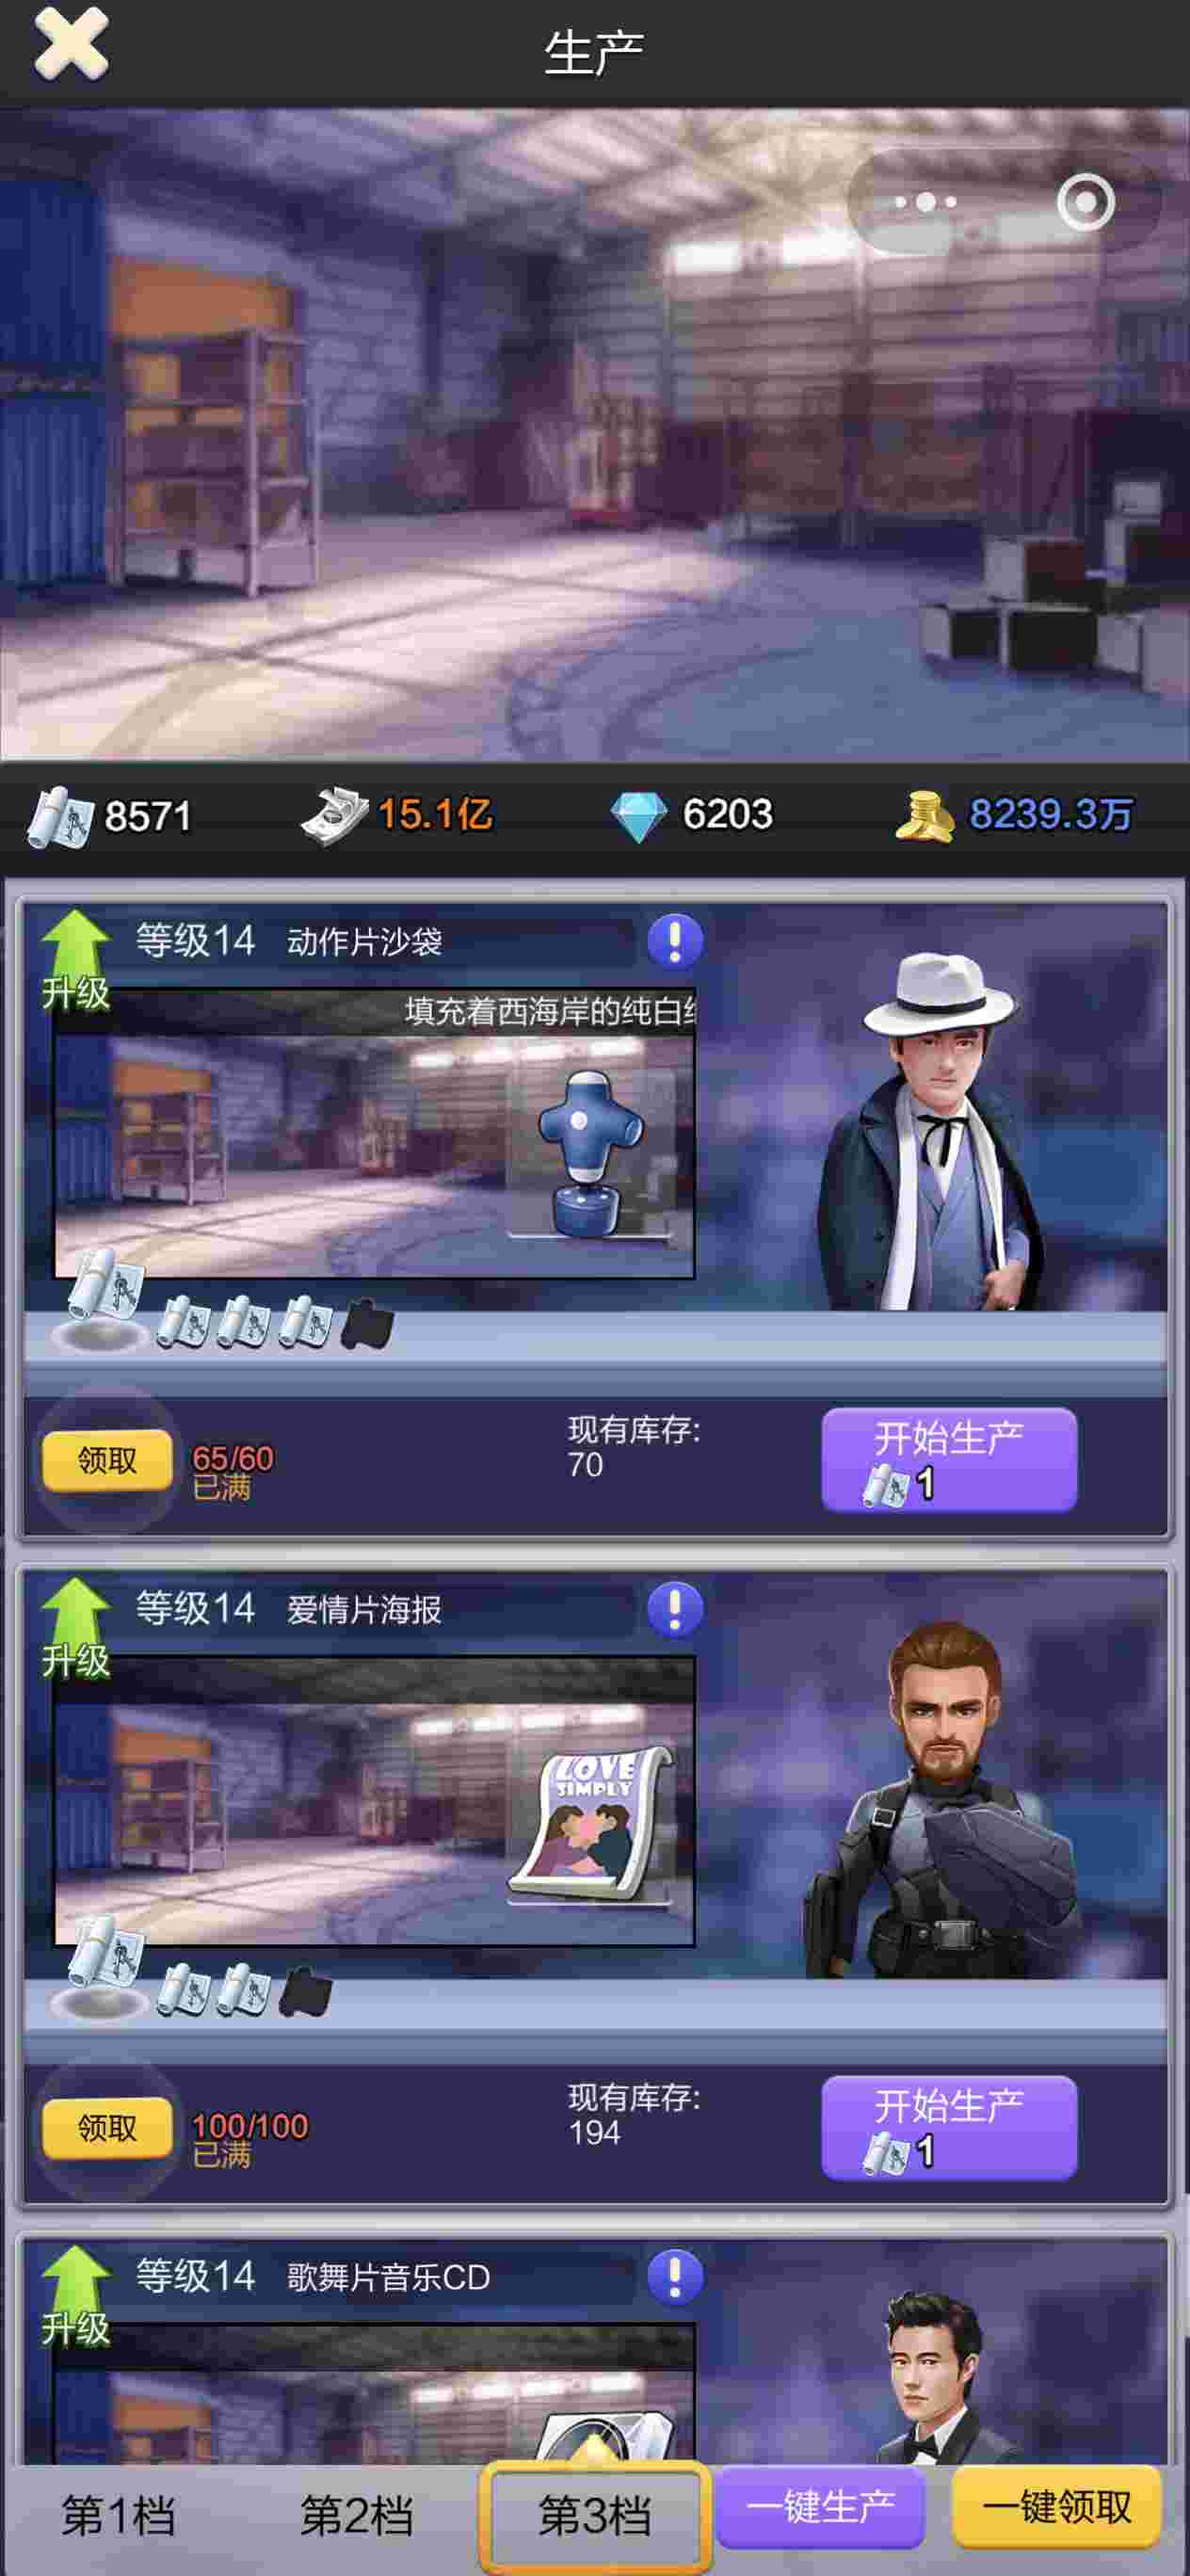 生产
8571
15.1亿
6203
8239.3万
等级14 动作片沙袋
升级
填充着西海岸的纯白
领取
65/60
已满
现有库存:
70
开始生产
1
等级14 爱情片海报
升级
LOVE
SIMPLY
领取
100/100
已满
现有库存:
194
开始生产
1
等级14 歌舞片音乐CD
升级
第1档
第2档
第3档
一键生产
一键领取